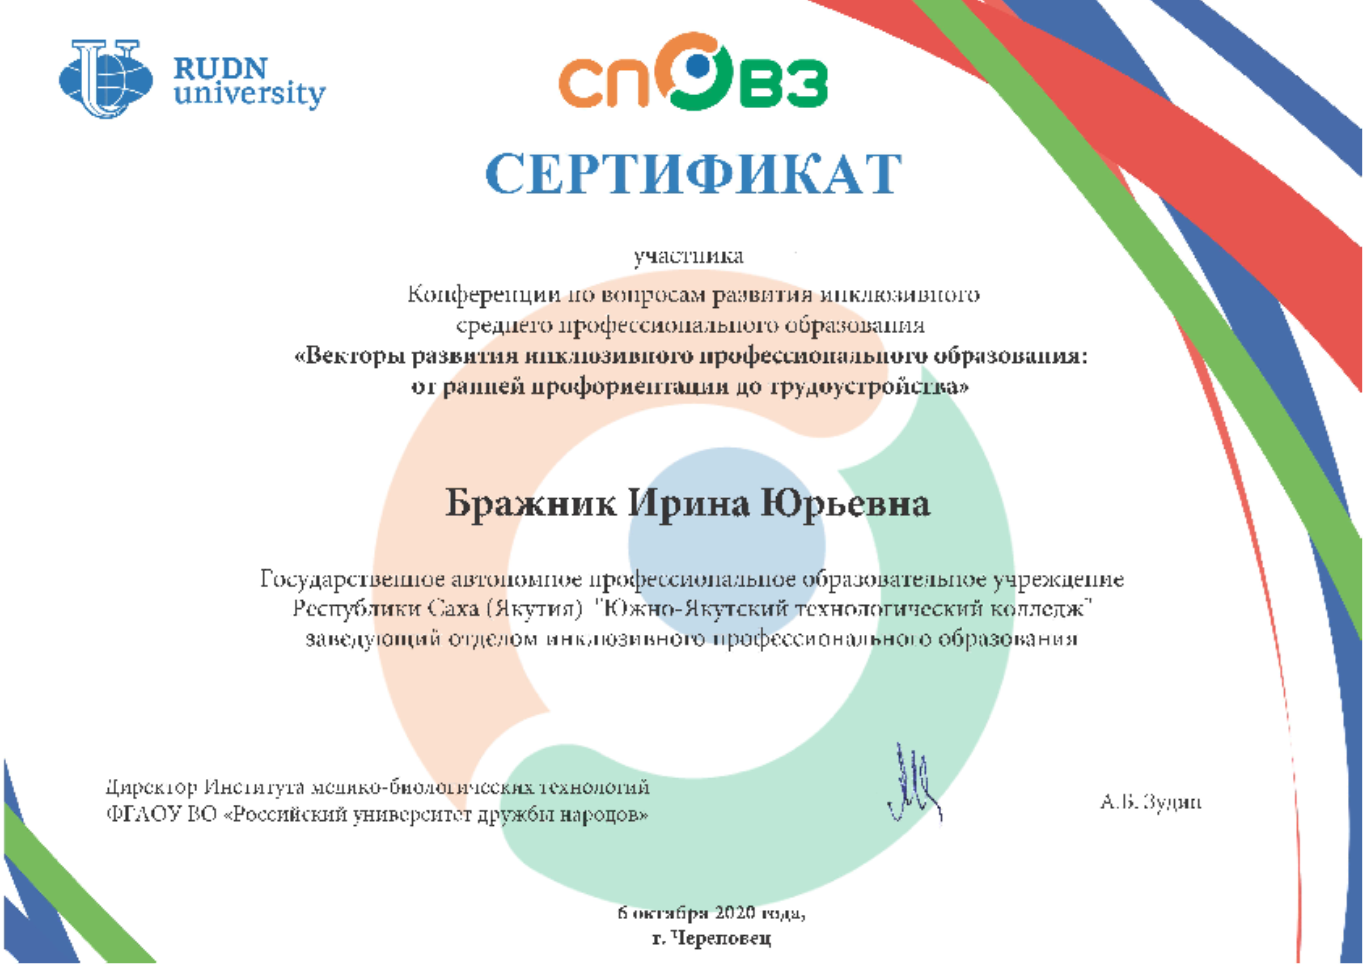 RUDN
university
СПОВЗ
СЕРТИФИКАТ
участника
Конференции по вопросам развития инклюзивного
среднего профессионального образования
«Векторы развития инклюзивного профессионального образования:
от ранней профориентации до трудоустройства»
Бражник Ирина Юрьевна
Государственное автономное профессиональное образовательное учреждение
Республики Саха (Якутия) "Южно-Якутский технологический колледж"
заведующий отделом инклюзивного профессионального образования
Директор Института медико-биологических технологий
ФГАОУ ВО «Российский университет дружбы народов»
А.В. Зудин
6 октября 2020 года,
г. Череповец